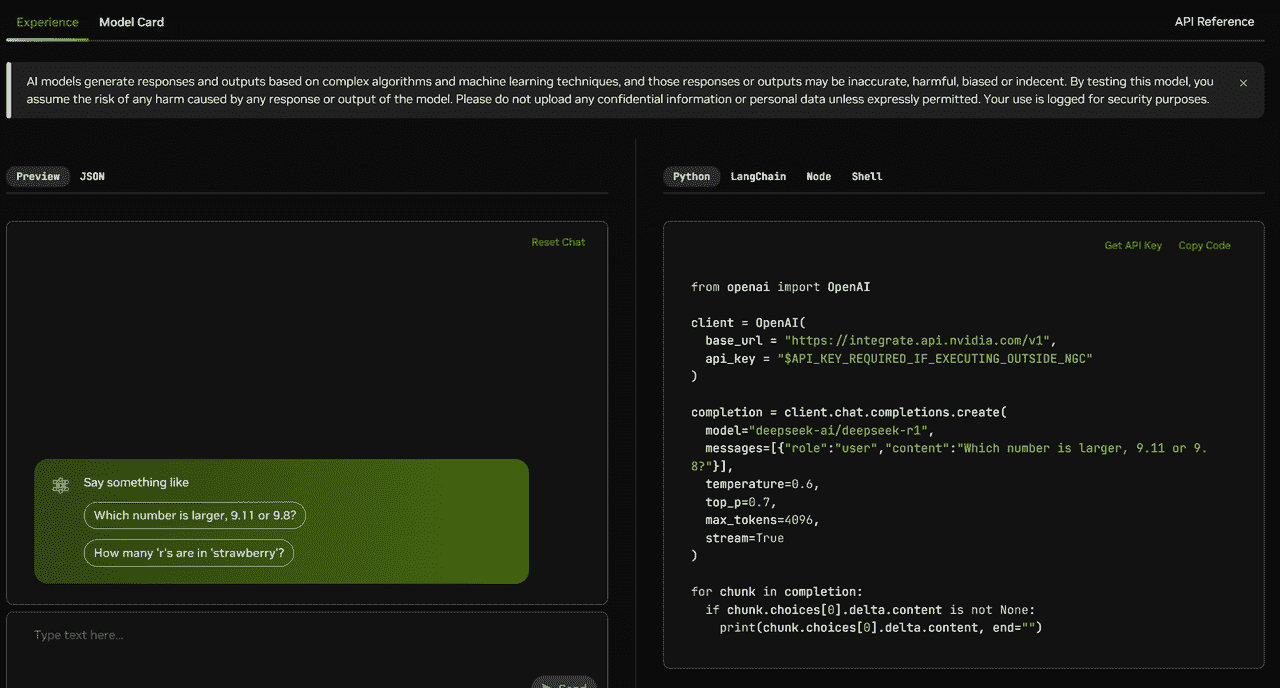 Experience
Model Card
API Reference
AI models generate responses and outputs based on complex algorithms and machine learning techniques, and those responses or outputs may be inaccurate, harmful, biased or indecent. By testing this model, you
assume the risk of any harm caused by any response or output of the model. Please do not upload any confidential information or personal data unless expressly permitted. Your use is logged for security purposes.
Preview
JSON
Reset Chat
Say something like
Which number is larger, 9.11 or 9.8?
How many 'r's are in 'strawberry'?
Type text here...
Send
Python
LangChain
Node
Shell
Get API Key
Copy Code
from openai import OpenAI
client = OpenAI(
  base_url = "https://integrate.api.nvidia.com/v1",
  api_key = "$API_KEY_REQUIRED_IF_EXECUTING_OUTSIDE_NGC"
)
completion = client.chat.completions.create(
  model="deepseek-ai/deepseek-r1",
  messages=[{"role":"user","content":"Which number is larger, 9.11 or 9.
8?"}],
  temperature=0.6,
  top_p=0.7,
  max_tokens=4096,
  stream=True
)
for chunk in completion:
  if chunk.choices[0].delta.content is not None:
    print(chunk.choices[0].delta.content, end="")